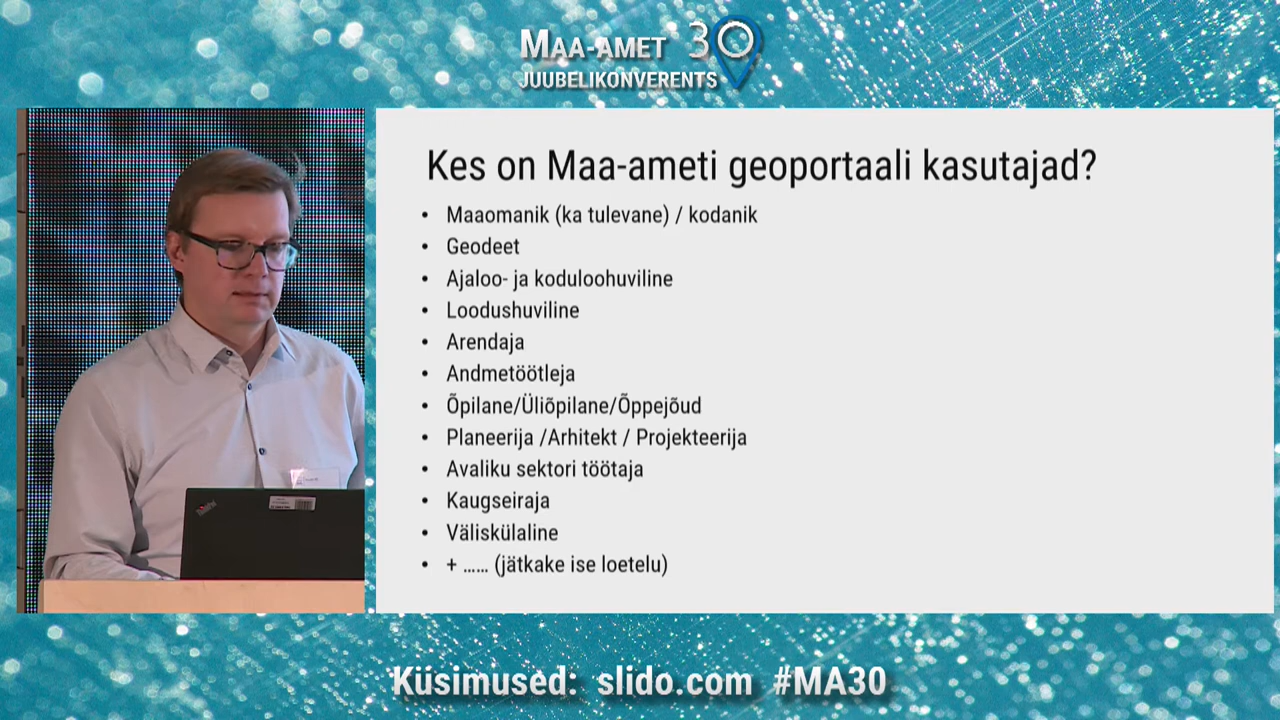 MAA-AMET 30
JUUBELIKONVERENTS
Kes on Maa-ameti geoportaali kasutajad?
• Maaomanik (ka tulevane) / kodanik
• Geodeet
• Ajaloo- ja koduloohuviline
• Loodushuviline
• Arendaja
• Andmetöötleja
• Õpilane/Üliõpilane/Õppejõud
• Planeerija /Arhitekt / Projekteerija
• Avaliku sektori töötaja
• Kaugseiraja
• Väliskülaline
• + …… (jätkake ise loetelu)
Küsimused: slido.com #MA30